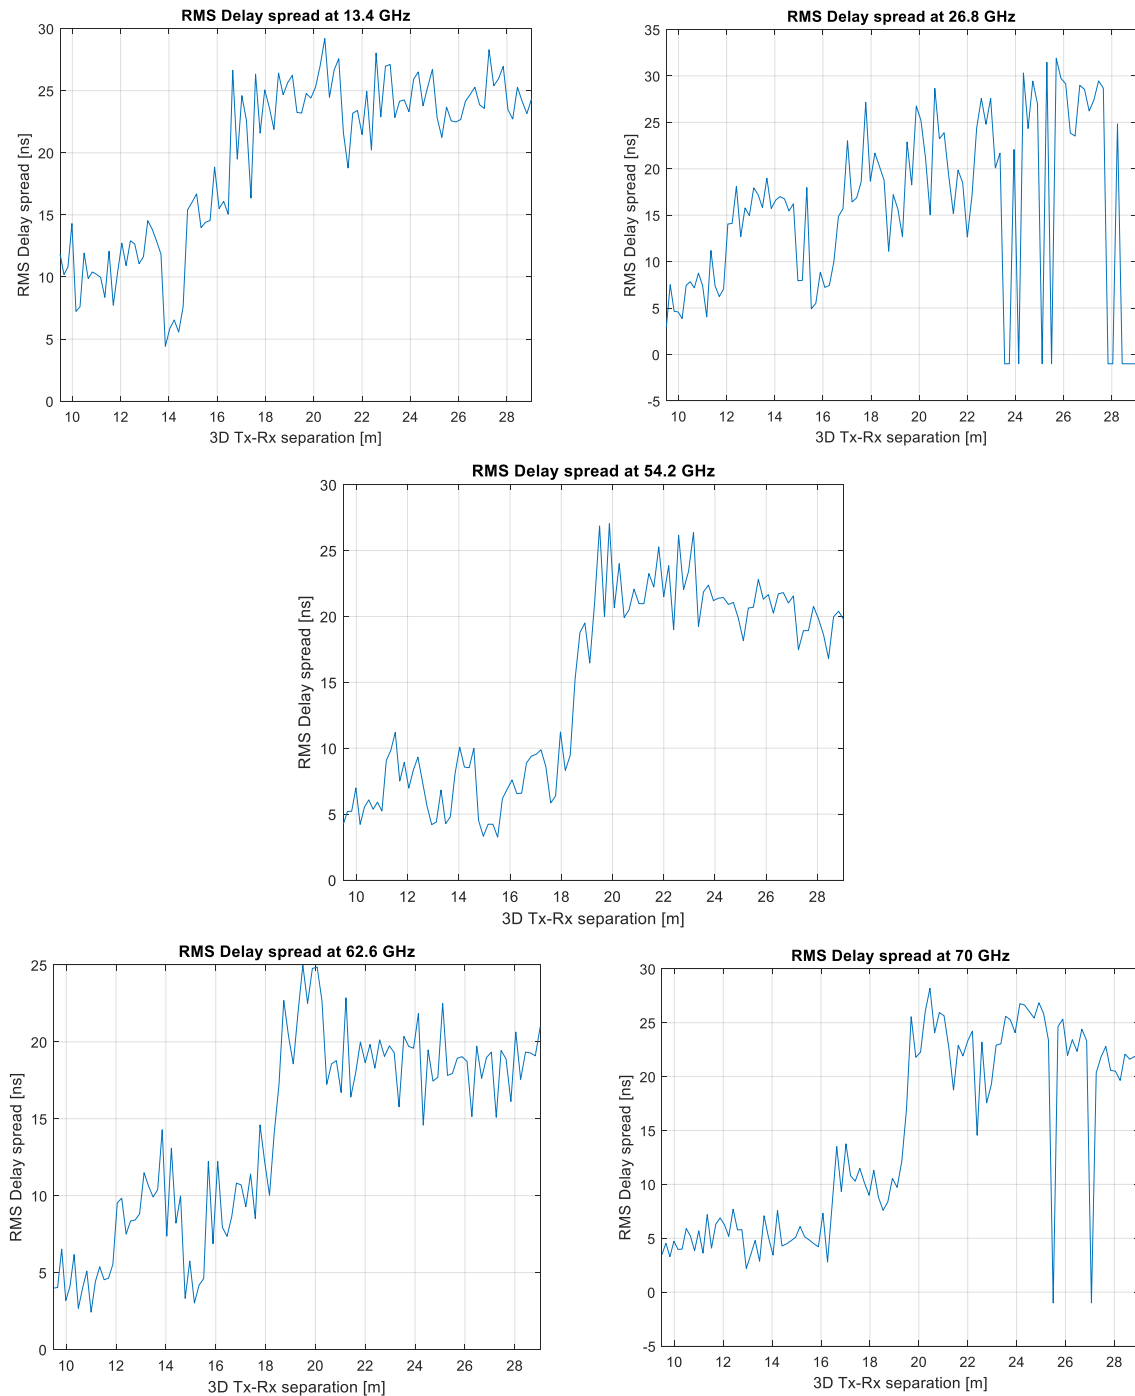 RMS Delay spread at 13.4 GHz
RMS Delay spread [ns]
30
25
20
15
10
5
0
10 12 14 16 18 20 22 24 26 28
3D Tx-Rx separation [m]
RMS Delay spread at 26.8 GHz
RMS Delay spread [ns]
35
30
25
20
15
10
5
0
-5
10 12 14 16 18 20 22 24 26 28
3D Tx-Rx separation [m]
RMS Delay spread at 54.2 GHz
RMS Delay spread [ns]
30
25
20
15
10
5
0
10 12 14 16 18 20 22 24 26 28
3D Tx-Rx separation [m]
RMS Delay spread at 62.6 GHz
RMS Delay spread [ns]
25
20
15
10
5
0
10 12 14 16 18 20 22 24 26 28
3D Tx-Rx separation [m]
RMS Delay spread at 70 GHz
RMS Delay spread [ns]
30
25
20
15
10
5
0
-5
10 12 14 16 18 20 22 24 26 28
3D Tx-Rx separation [m]